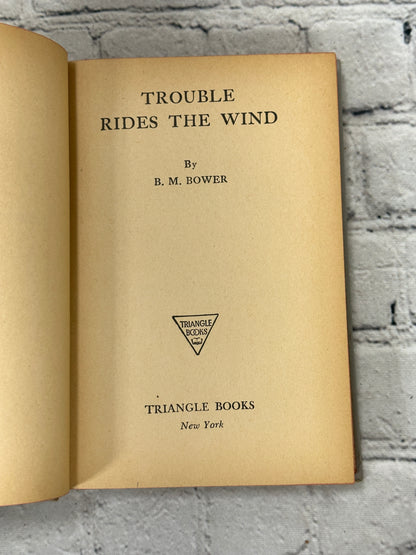 TROUBLE
RIDES THE WIND
By
B. M. BOWER
TRIANGLE
BOOKS
TRIANGLE BOOKS
New York